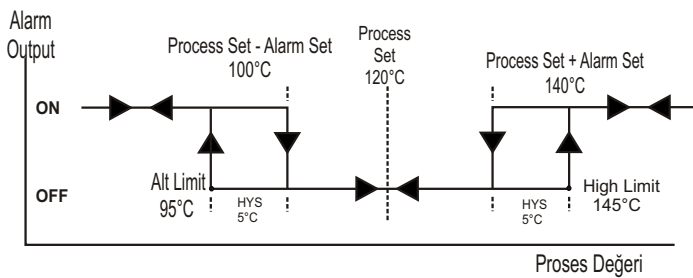 Alarm
Output
Process Set - Alarm Set
100°C
Process
Set
120°C
Process Set + Alarm Set
140°C
ON
OFF
Alt Limit
95°C
HYS
5°C
HYS
5°C
High Limit
145°C
Proses Değeri